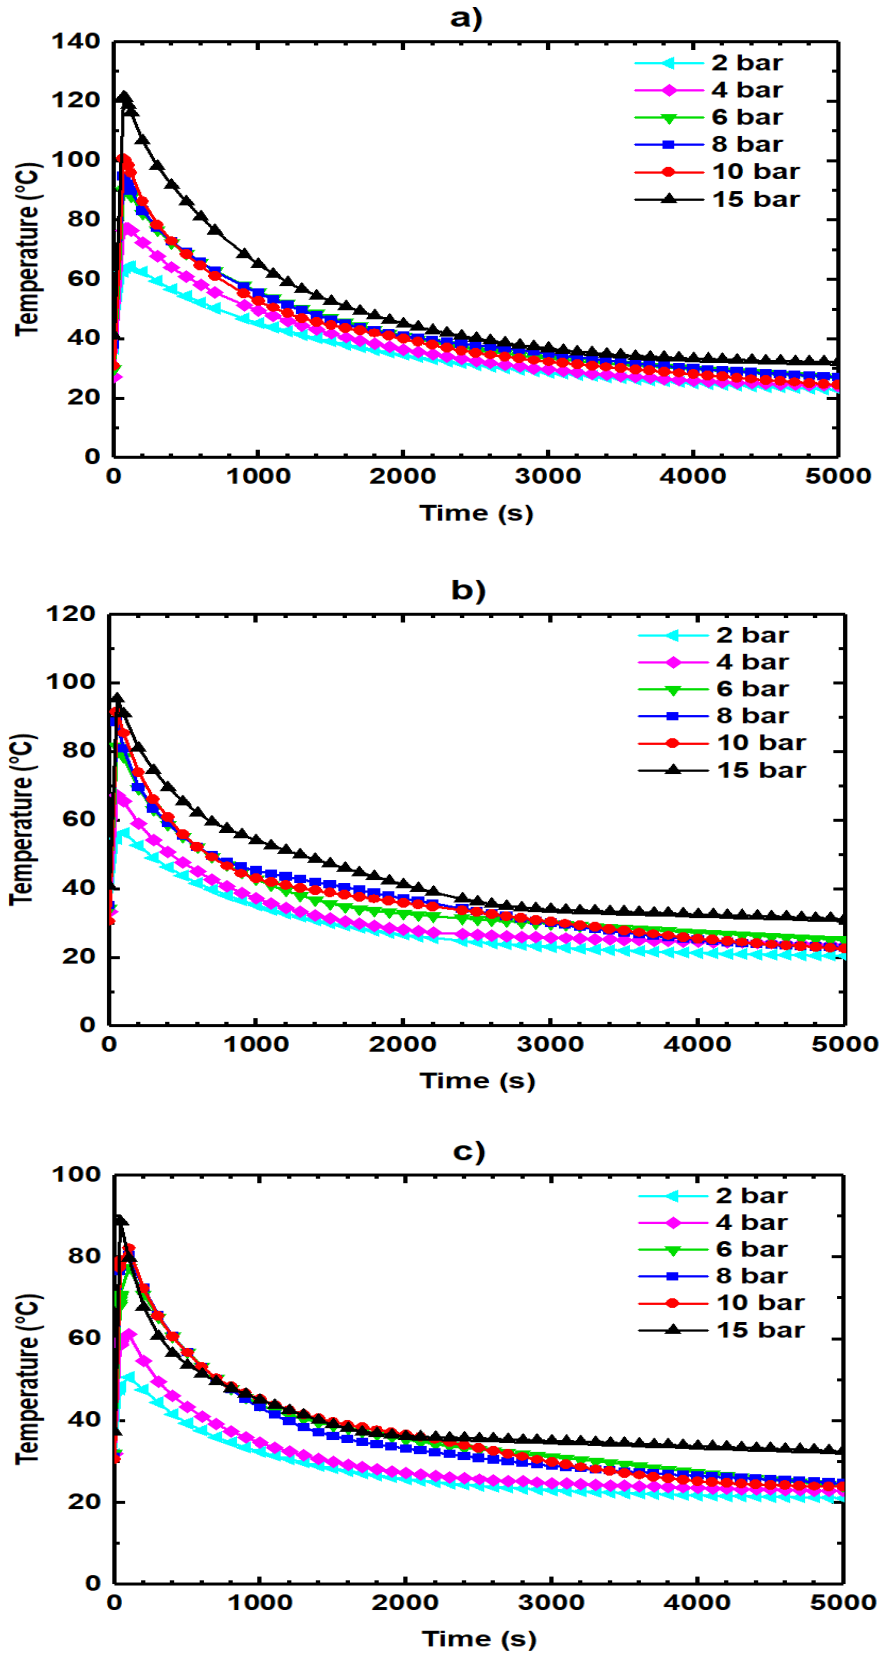 a)
140
120
100
80
60
40
20
0
Temperature (°C)
2 bar
4 bar
6 bar
8 bar
10 bar
15 bar
0 1000 2000 3000 4000 5000
Time (s)
b)
120
100
80
60
40
20
0
Temperature (°C)
2 bar
4 bar
6 bar
8 bar
10 bar
15 bar
0 1000 2000 3000 4000 5000
Time (s)
c)
100
80
60
40
20
0
Temperature (°C)
2 bar
4 bar
6 bar
8 bar
10 bar
15 bar
0 1000 2000 3000 4000 5000
Time (s)